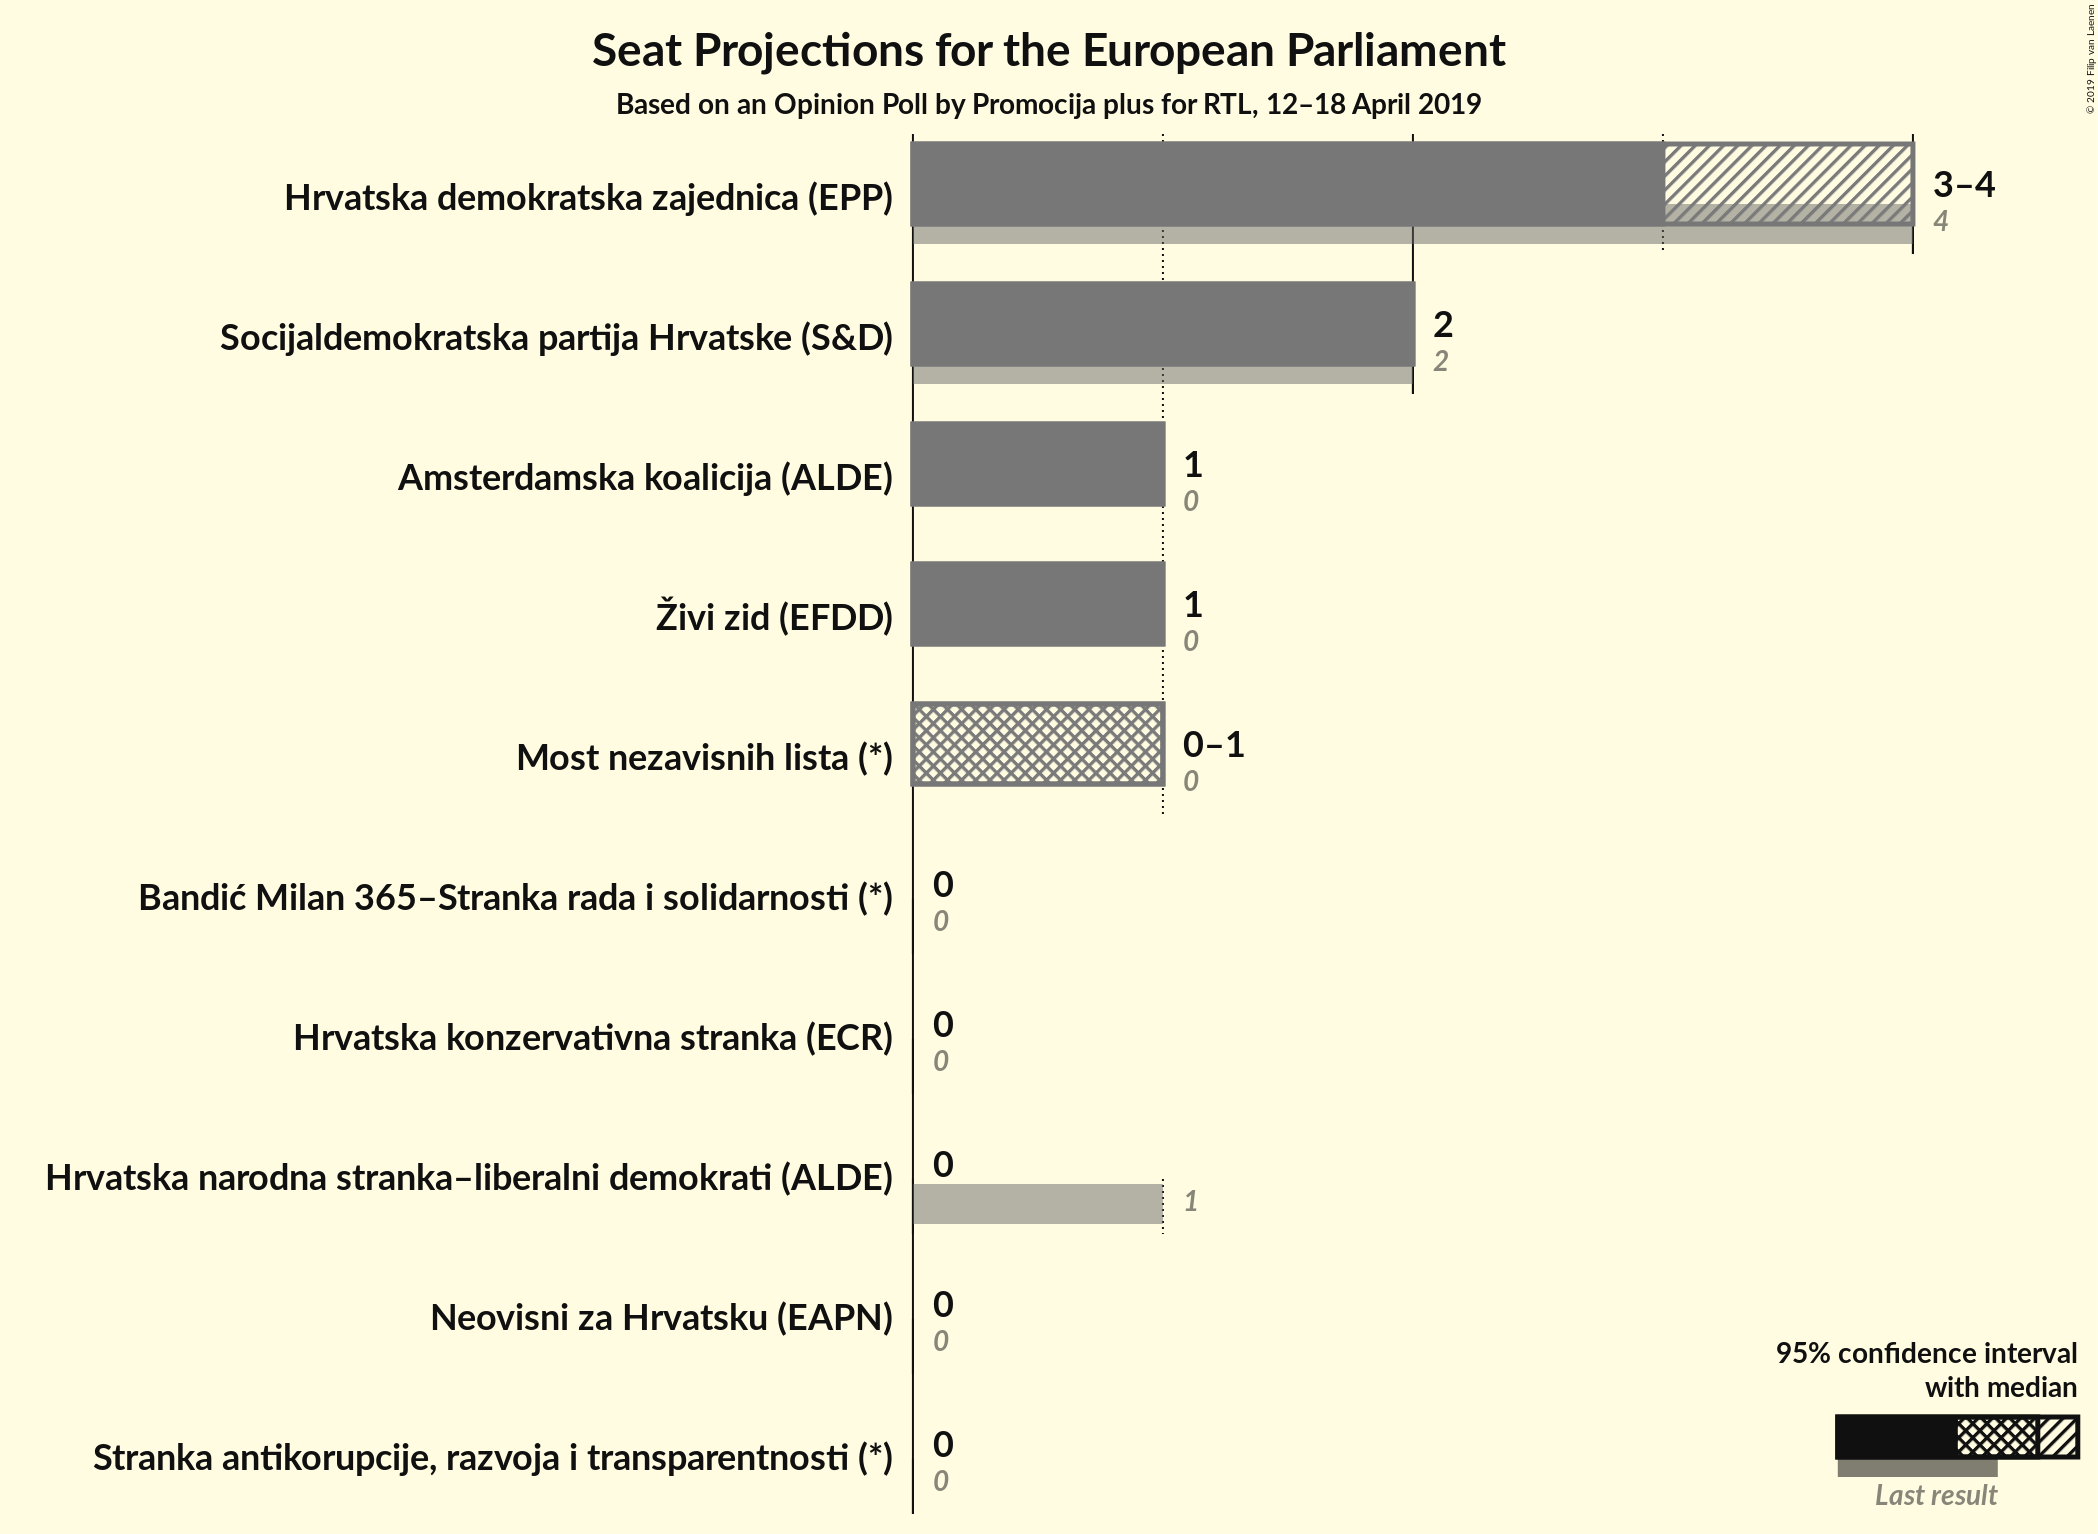 Seat Projections for the European Parliament
Based on an Opinion Poll by Promocija plus for RTL, 12–18 April 2019
© 2019 Filip van Laenen
Hrvatska demokratska zajednica (EPP)
3–4
4
Socijaldemokratska partija Hrvatske (S&D)
2
2
Amsterdamska koalicija (ALDE)
1
0
Živi zid (EFDD)
1
0
Most nezavisnih lista (*)
0–1
0
Bandić Milan 365–Stranka rada i solidarnosti (*)
0
0
Hrvatska konzervativna stranka (ECR)
0
0
Hrvatska narodna stranka–liberalni demokrati (ALDE)
0
1
Neovisni za Hrvatsku (EAPN)
0
0
Stranka antikorupcije, razvoja i transparentnosti (*)
0
0
95% confidence interval
with median
Last result